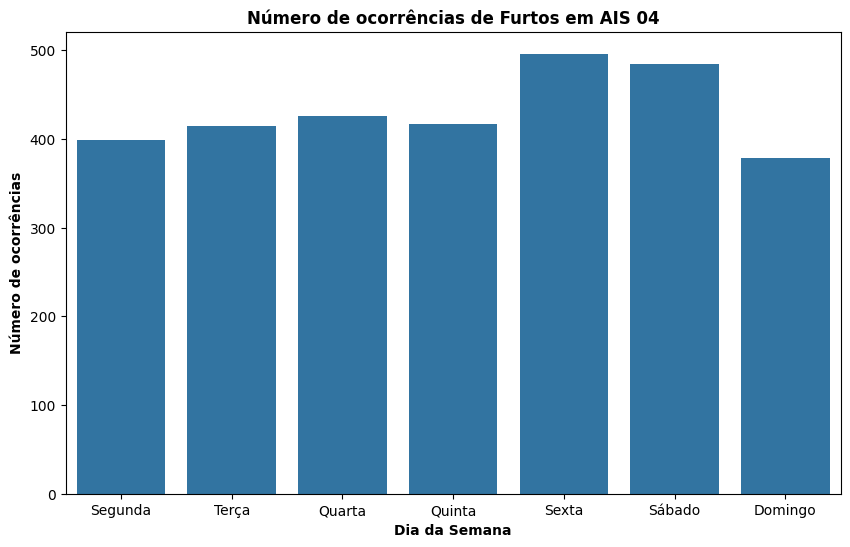 Número de ocorrências de Furtos em AIS 04
Número de ocorrências
500
400
300
200
100
0
Segunda Terça Quarta Quinta Sexta Sábado Domingo
Dia da Semana